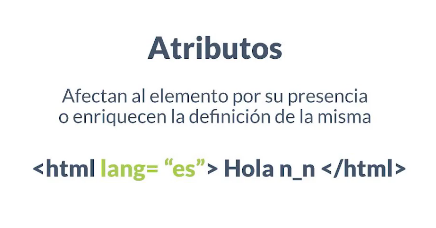 Atributos
Afectan al elemento por su presencia
o enriquecen la definición de la misma
<html lang= “es”> Hola n_n </html>